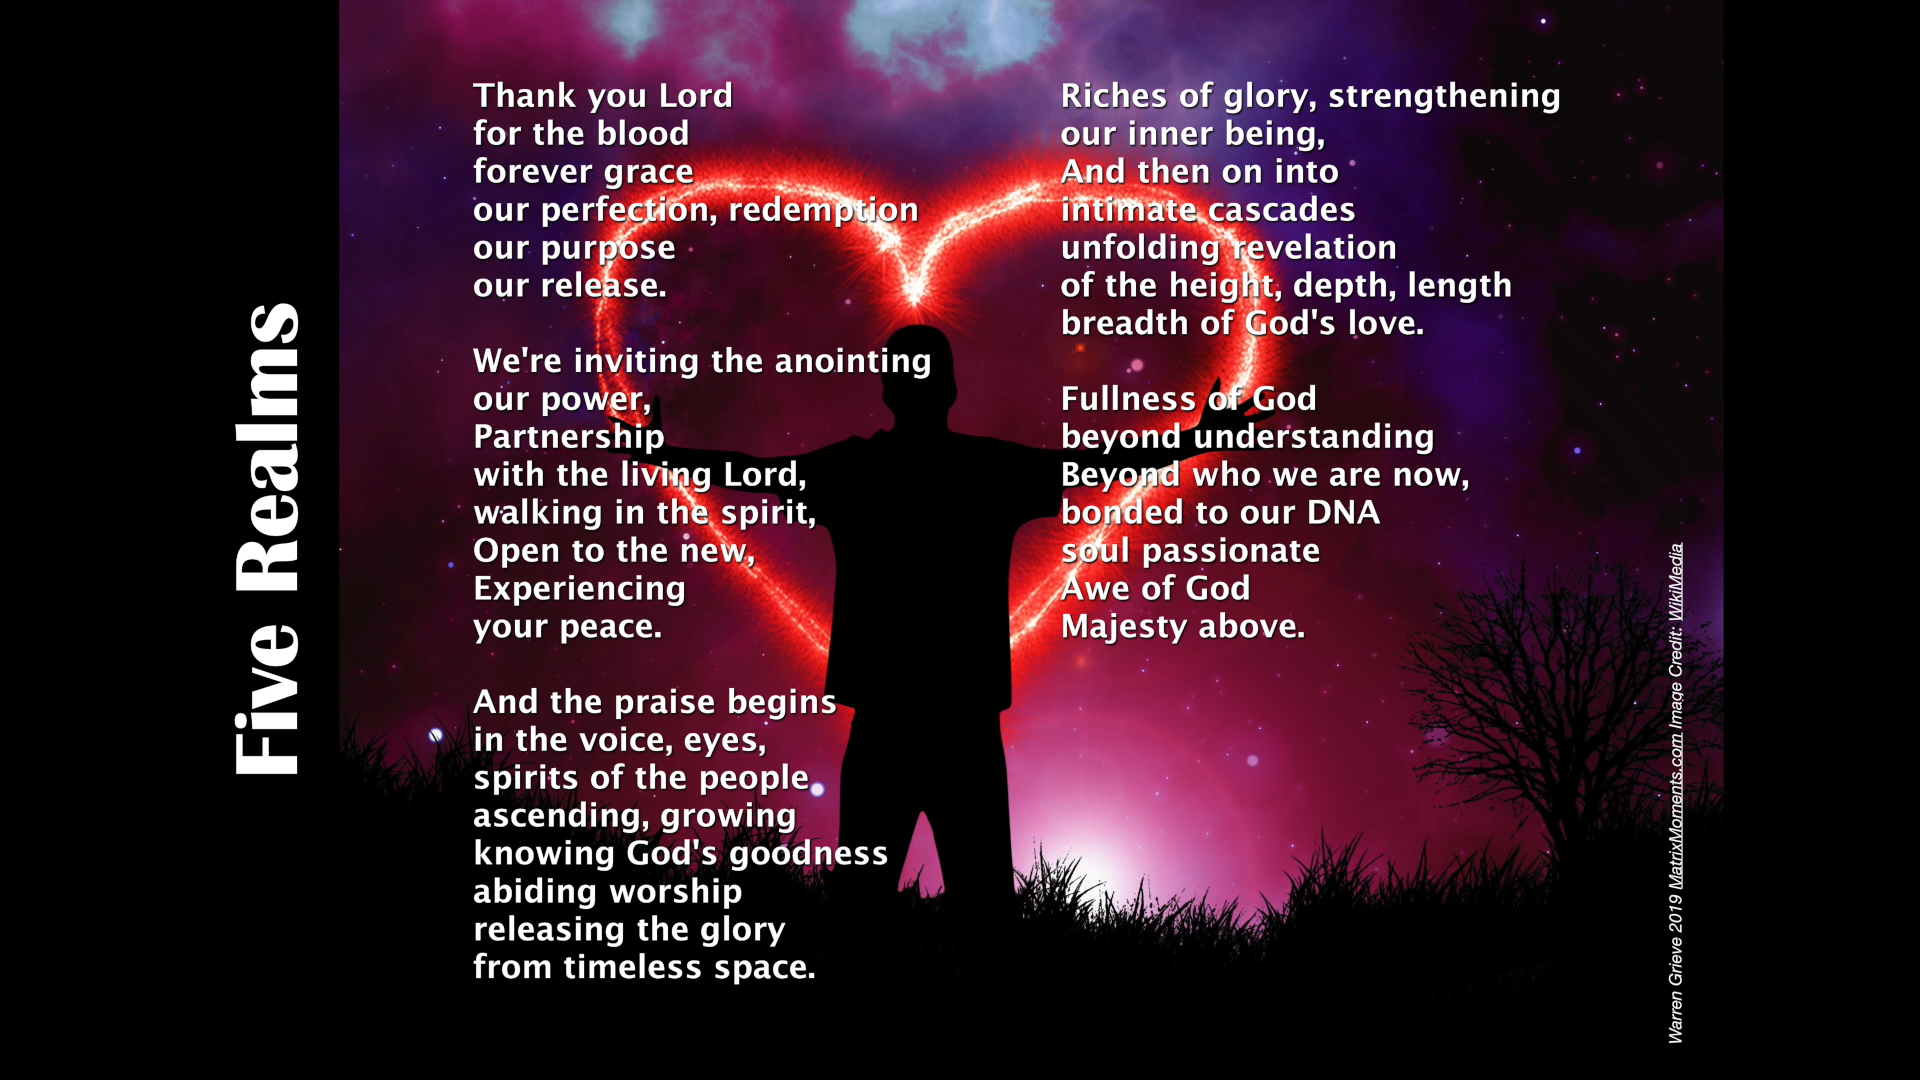 Five Realms
Thank you Lord
for the blood
forever grace
our perfection, redemption
our purpose
our release.
We're inviting the anointing
our power,
Partnership
with the living Lord,
walking in the spirit,
Open to the new,
Experiencing
your peace.
And the praise begins
in the voice, eyes,
spirits of the people
ascending, growing
knowing God's goodness
abiding worship
releasing the glory
from timeless space.
Riches of glory, strengthening
our inner being,
And then on into
intimate cascades
unfolding revelation
of the height, depth, length
breadth of God's love.
Fullness of God
beyond understanding
Beyond who we are now,
bonded to our DNA
soul passionate
Awe of God
Majesty above.
Warren Grieve 2019 MatrixMoments.com Image Credit: WikiMedia